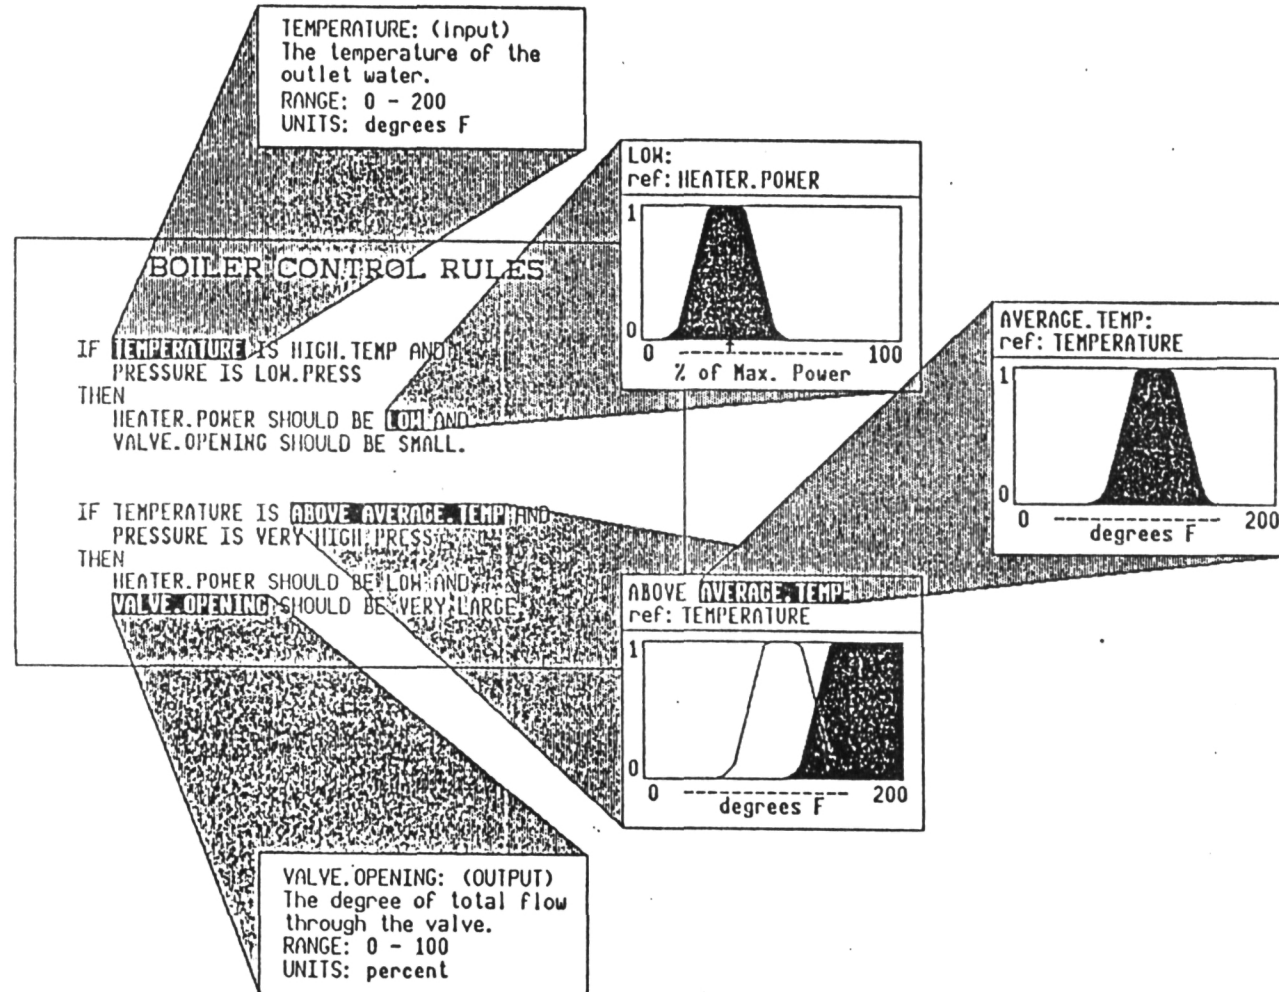 TEMPERATURE: (input)
The temperature of the
outlet water.
RANGE: 0 - 200
UNITS: degrees F
LOW:
ref: HEATER.POWER
1
0
0 100
% of Max. Power
BOILER CONTROL RULES
IF TEMPERATURE IS HIGH.TEMP AND
PRESSURE IS LOW.PRESS
THEN
HEATER.POWER SHOULD BE LOW AND
VALVE.OPENING SHOULD BE SMALL.
AVERAGE.TEMP:
ref: TEMPERATURE
1
0
0 200
degrees F
IF TEMPERATURE IS ABOVE AVERAGE.TEMP AND
PRESSURE IS VERY HIGH.PRESS
THEN
HEATER.POWER SHOULD BE LOW AND
VALVE.OPENING SHOULD BE VERY LARGE
ABOVE AVERAGE.TEMP:
ref: TEMPERATURE
1
0
0 200
degrees F
VALVE.OPENING: (OUTPUT)
The degree of total flow
through the valve.
RANGE: 0 - 100
UNITS: percent